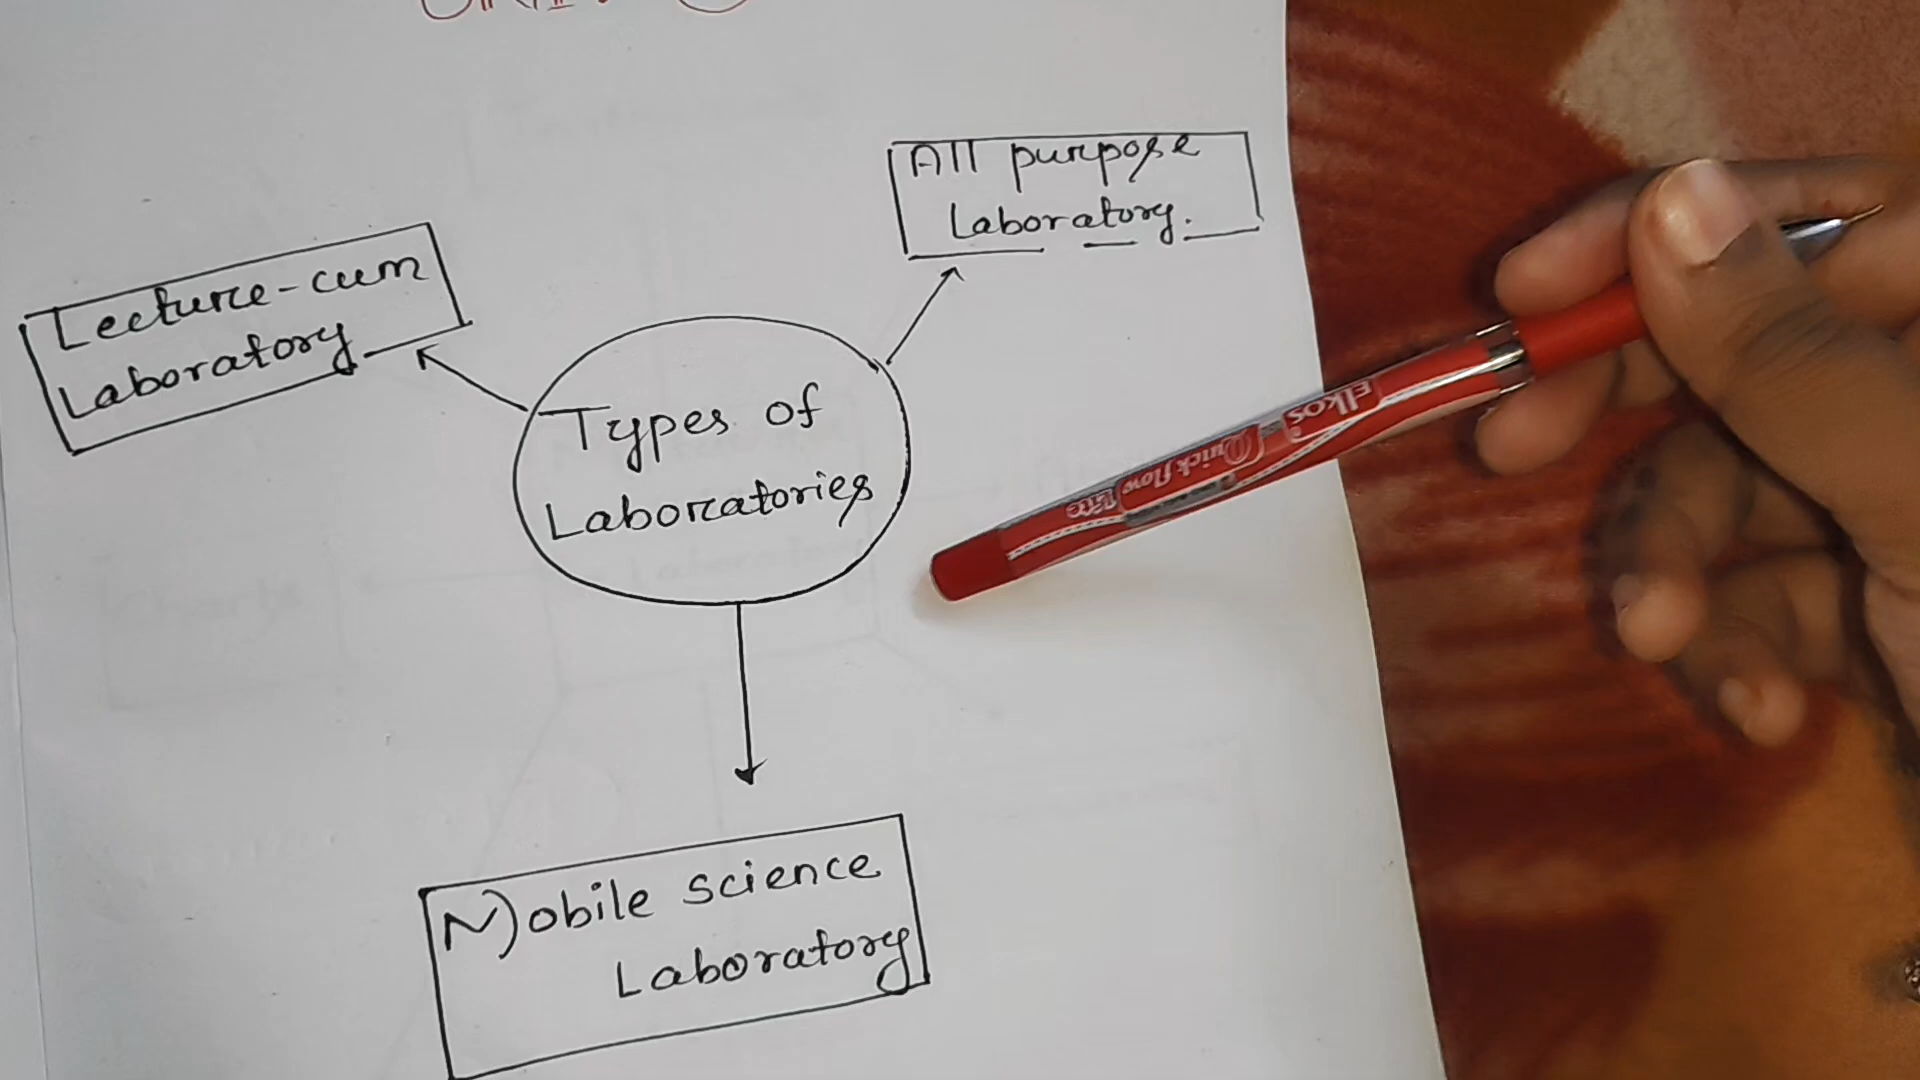 All purpose
Laboratory.
Lecture-cum
Laboratory
Types of
Laboratories
Elkos
Quick flow Lite
Mobile science
Laboratory